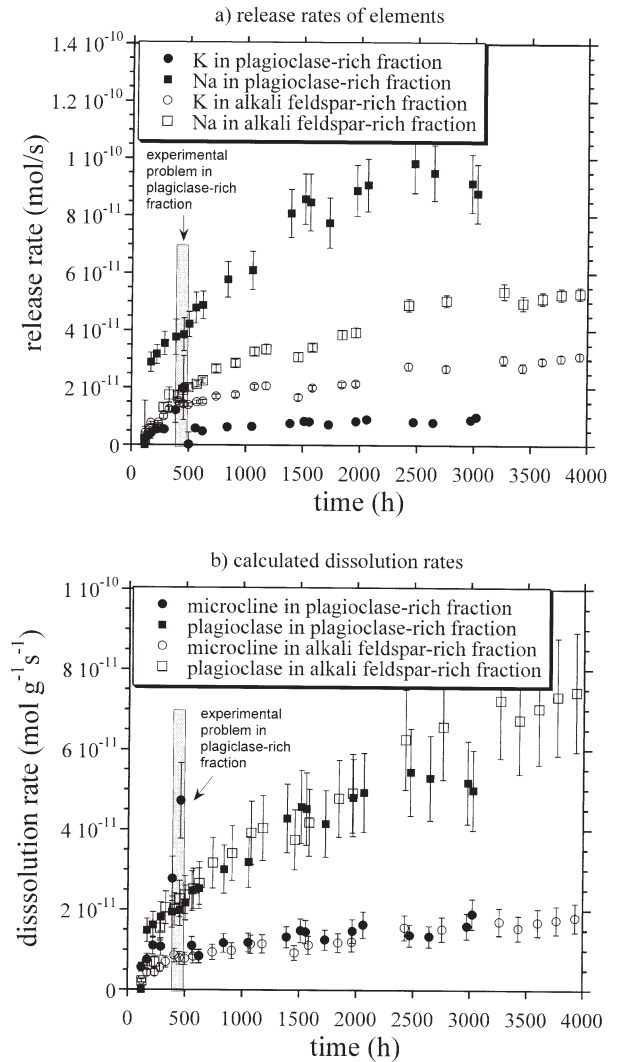 a) release rates of elements
1.4 10-10
1.2 10-10
1 10-10
8 10-11
6 10-11
4 10-11
2 10-11
0
release rate (mol/s)
K in plagioclase-rich fraction
Na in plagioclase-rich fraction
K in alkali feldspar-rich fraction
Na in alkali feldspar-rich fraction
experimental
problem in
plagiclase-rich
fraction
0 500 1000 1500 2000 2500 3000 3500 4000
time (h)
b) calculated dissolution rates
1 10-10
8 10-11
6 10-11
4 10-11
2 10-11
0
disssolution rate (mol g-1 s-1)
microcline in plagioclase-rich fraction
plagioclase in plagioclase-rich fraction
microcline in alkali feldspar-rich fraction
plagioclase in alkali feldspar-rich fraction
experimental
problem in
plagiclase-rich
fraction
0 500 1000 1500 2000 2500 3000 3500 4000
time (h)